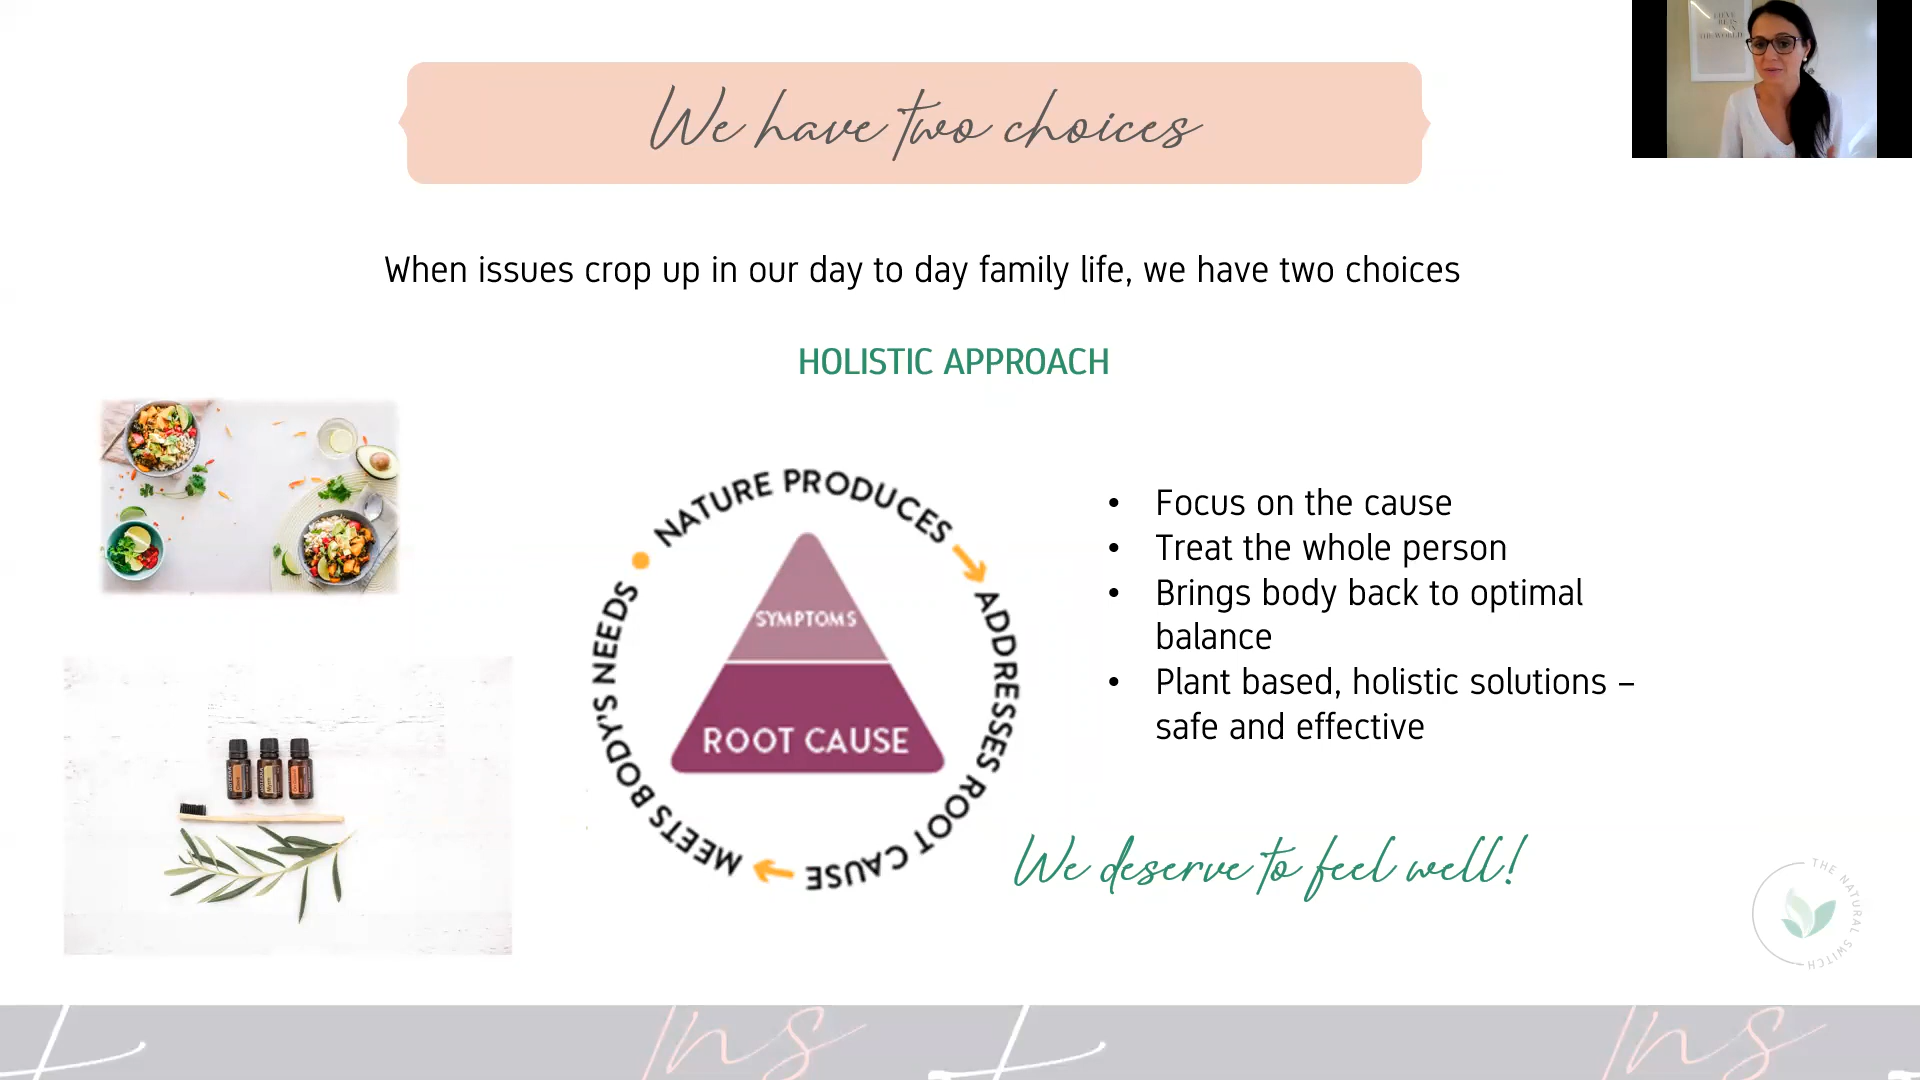 We have two choices
When issues crop up in our day to day family life, we have two choices
HOLISTIC APPROACH
NATURE PRODUCES
ADDRESSES ROOT CAUSE
MEETS BODY'S NEEDS
SYMPTOMS
ROOT CAUSE
• Focus on the cause
• Treat the whole person
• Brings body back to optimal
balance
• Plant based, holistic solutions –
safe and effective
We deserve to feel well!
THE NATURAL SWITCH
THE WORLD